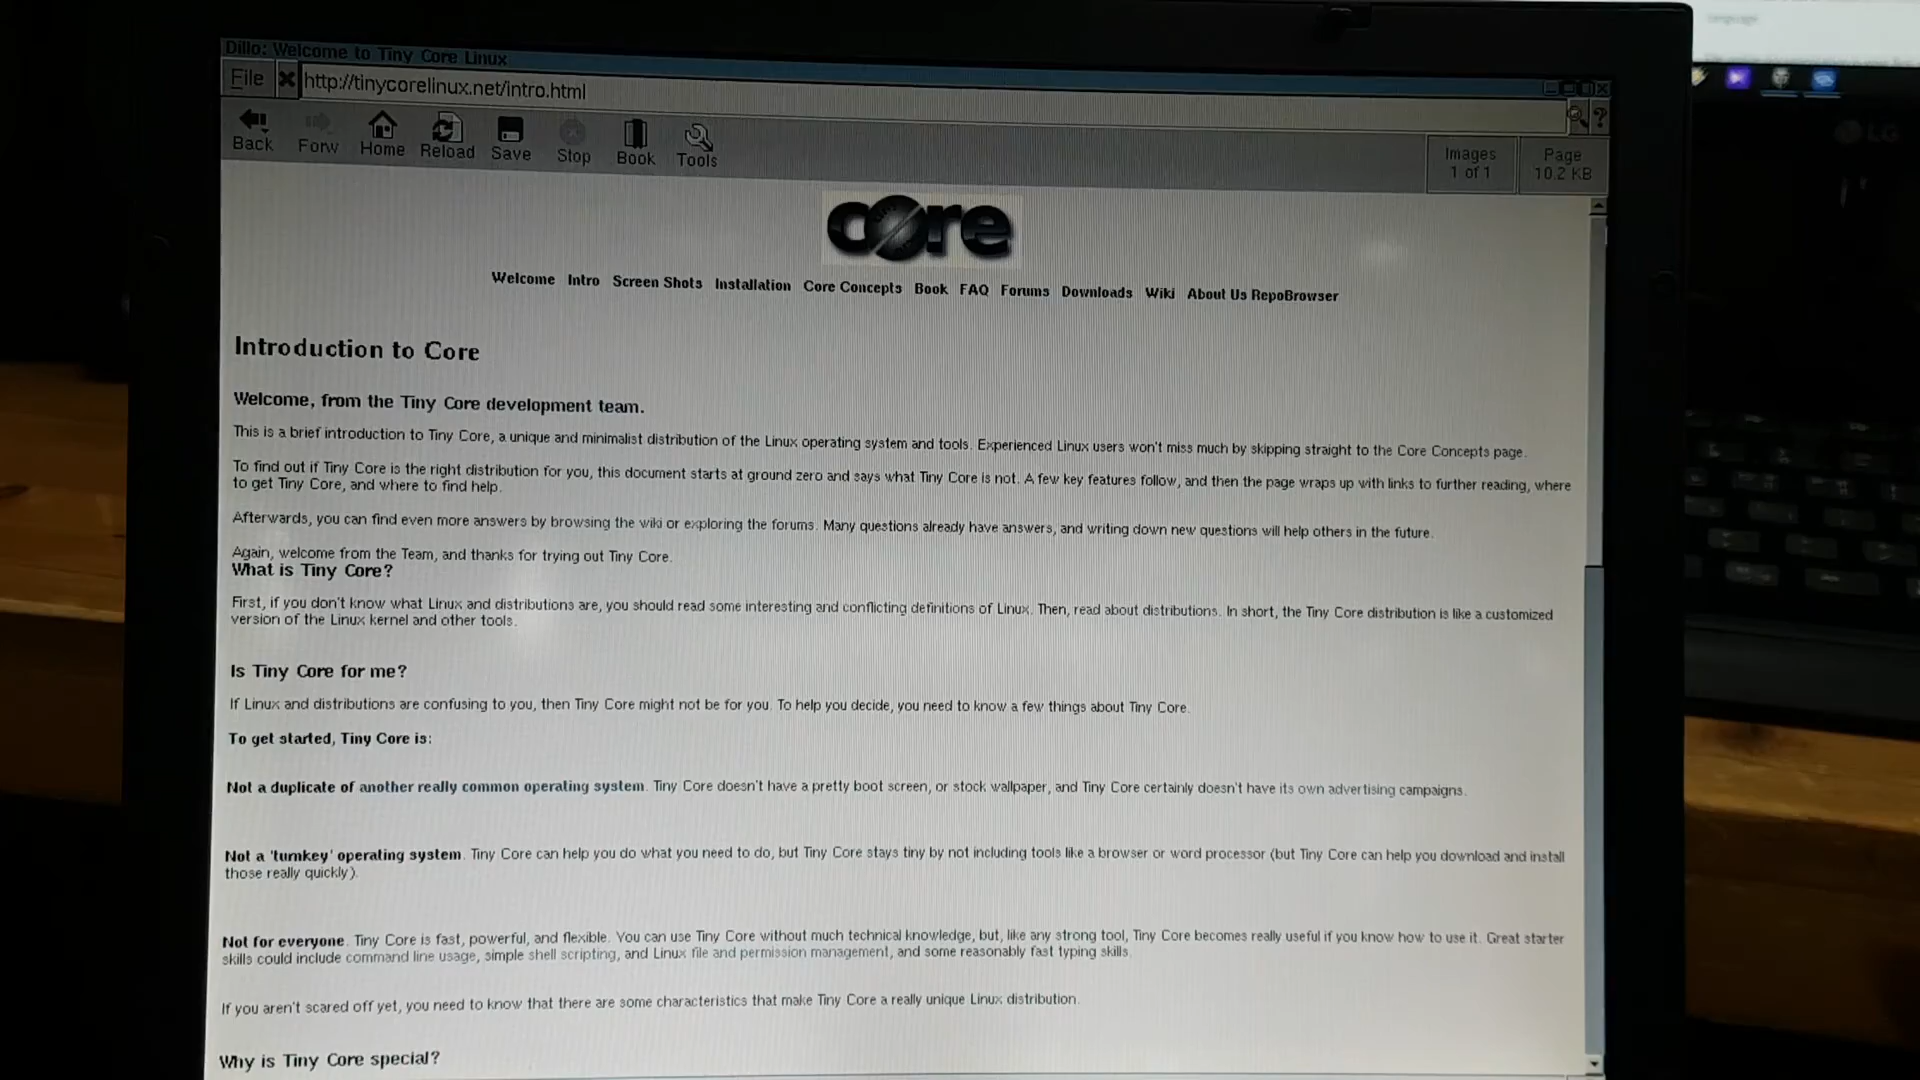 Language
Dillo: Welcome to Tiny Core Linux
File
http://tinycorelinux.net/intro.html
?
Back Forw Home Reload Save Stop Book Tools
Images
1 of 1
Page
10.2 KB
LG
core
Welcome Intro Screen Shots Installation Core Concepts Book FAQ Forums Downloads Wiki About Us RepoBrowser
Introduction to Core
Welcome, from the Tiny Core development team.
This is a brief introduction to Tiny Core, a unique and minimalist distribution of the Linux operating system and tools. Experienced Linux users won't miss much by skipping straight to the Core Concepts page.
To find out if Tiny Core is the right distribution for you, this document starts at ground zero and says what Tiny Core is not. A few key features follow, and then the page wraps up with links to further reading, where
to get Tiny Core, and where to find help.
Afterwards, you can find even more answers by browsing the wiki or exploring the forums. Many questions already have answers, and writing down new questions will help others in the future.
Again, welcome from the Team, and thanks for trying out Tiny Core.
What is Tiny Core?
First, if you don't know what Linux and distributions are, you should read some interesting and conflicting definitions of Linux. Then, read about distributions. In short, the Tiny Core distribution is like a customized
version of the Linux kernel and other tools.
Is Tiny Core for me?
If Linux and distributions are confusing to you, then Tiny Core might not be for you. To help you decide, you need to know a few things about Tiny Core.
To get started, Tiny Core is:
Not a duplicate of another really common operating system. Tiny Core doesn't have a pretty boot screen, or stock wallpaper, and Tiny Core certainly doesn't have its own advertising campaigns.
Not a 'turnkey' operating system. Tiny Core can help you do what you need to do, but Tiny Core stays tiny by not including tools like a browser or word processor (but Tiny Core can help you download and install
those really quickly).
Not for everyone. Tiny Core is fast, powerful, and flexible. You can use Tiny Core without much technical knowledge, but, like any strong tool, Tiny Core becomes really useful if you know how to use it. Great starter
skills could include command line usage, simple shell scripting, and Linux file and permission management, and some reasonably fast typing skills.
If you aren't scared off yet, you need to know that there are some characteristics that make Tiny Core a really unique Linux distribution.
Why is Tiny Core special?